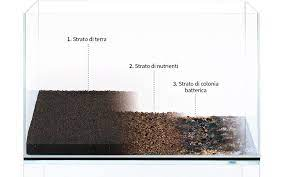 1. Strato di terra
2. Strato di nutrienti
3. Strato di colonia
batterica